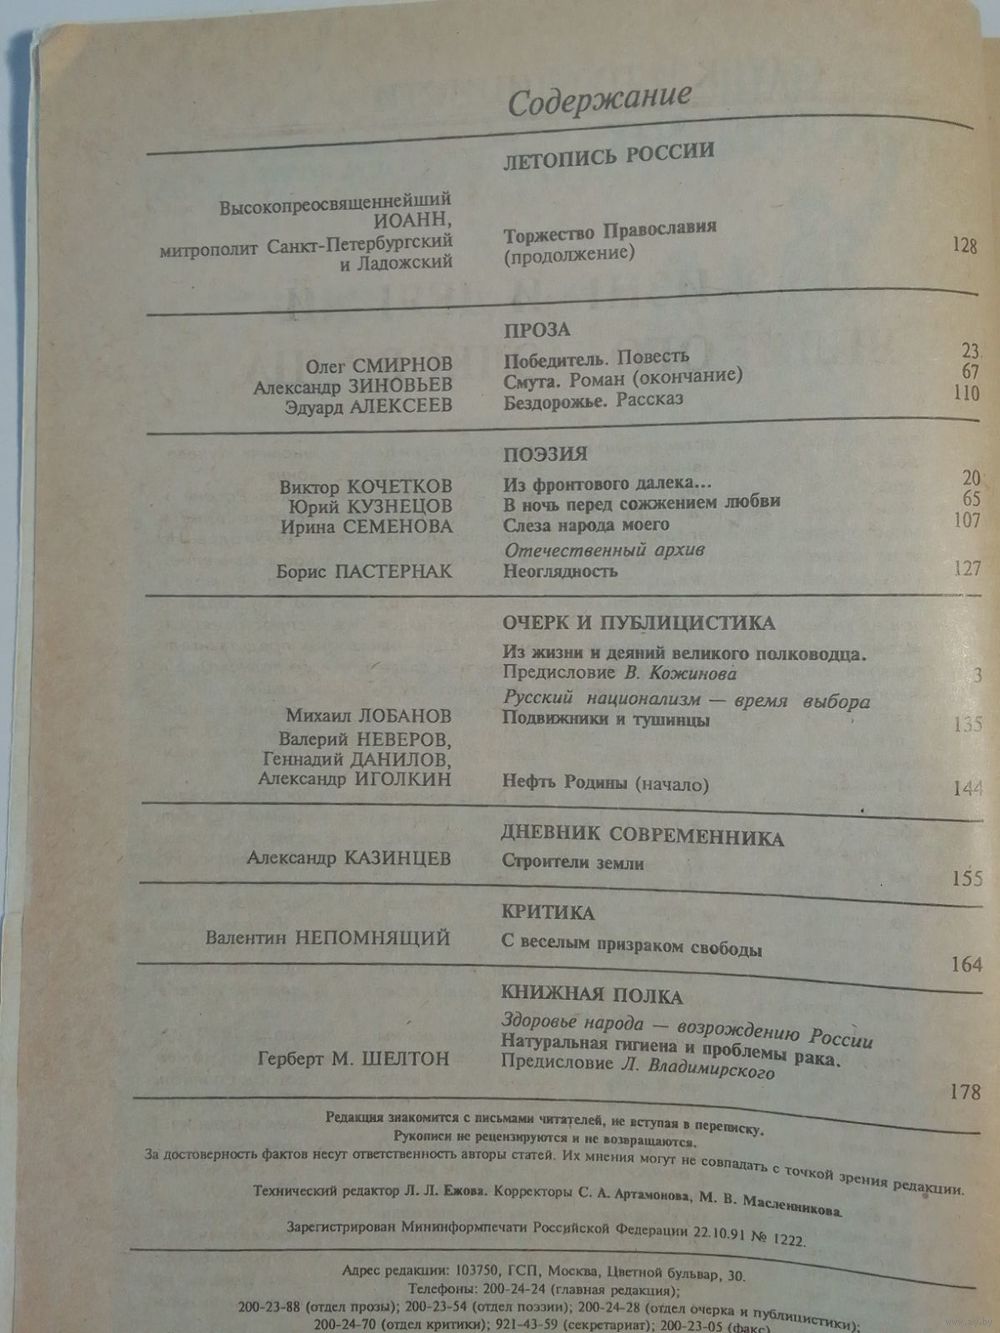 Содержание
ЛЕТОПИСЬ РОССИИ
Высокопреосвященнейший
ИОАНН,
митрополит Санкт-Петербургский
и Ладожский
Торжество Православия
(продолжение) 128
ПРОЗА
Олег СМИРНОВ Победитель. Повесть 23
Александр ЗИНОВЬЕВ Смута. Роман (окончание) 67
Эдуард АЛЕКСЕЕВ Бездорожье. Рассказ 110
ПОЭЗИЯ
Виктор КОЧЕТКОВ Из фронтового далека... 20
Юрий КУЗНЕЦОВ В ночь перед сожжением любви 65
Ирина СЕМЕНОВА Слеза народа моего 107
Отечественный архив
Борис ПАСТЕРНАК Неоглядность 127
ОЧЕРК И ПУБЛИЦИСТИКА
Из жизни и деяний великого полководца.
Предисловие В. Кожинова 3
Русский национализм — время выбора
Михаил ЛОБАНОВ Подвижники и тушинцы 135
Валерий НЕВЕРОВ,
Геннадий ДАНИЛОВ,
Александр ИГОЛКИН Нефть Родины (начало) 144
ДНЕВНИК СОВРЕМЕННИКА
Александр КАЗИНЦЕВ Строители земли 155
КРИТИКА
Валентин НЕПОМНЯЩИЙ С веселым призраком свободы 164
КНИЖНАЯ ПОЛКА
Здоровье народа — возрождению России
Натуральная гигиена и проблемы рака.
Герберт М. ШЕЛТОН Предисловие Л. Владимирского 178
Редакция знакомится с письмами читателей, не вступая в переписку.
Рукописи не рецензируются и не возвращаются.
За достоверность фактов несут ответственность авторы статей. Их мнения могут не совпадать с точкой зрения редакции.
Технический редактор Л. Л. Ежова. Корректоры С. А. Артамонова, М. В. Масленникова.
Зарегистрирован Мининформпечати Российской Федерации 22.10.91 № 1222.
Адрес редакции: 103750, ГСП, Москва, Цветной бульвар, 30.
Телефоны: 200-24-24 (главная редакция);
200-23-88 (отдел прозы); 200-23-54 (отдел поэзии); 200-24-28 (отдел очерка и публицистики);
200-24-70 (отдел критики); 921-43-59 (секретариат); 200-23-05 (факс)
www.ay.by